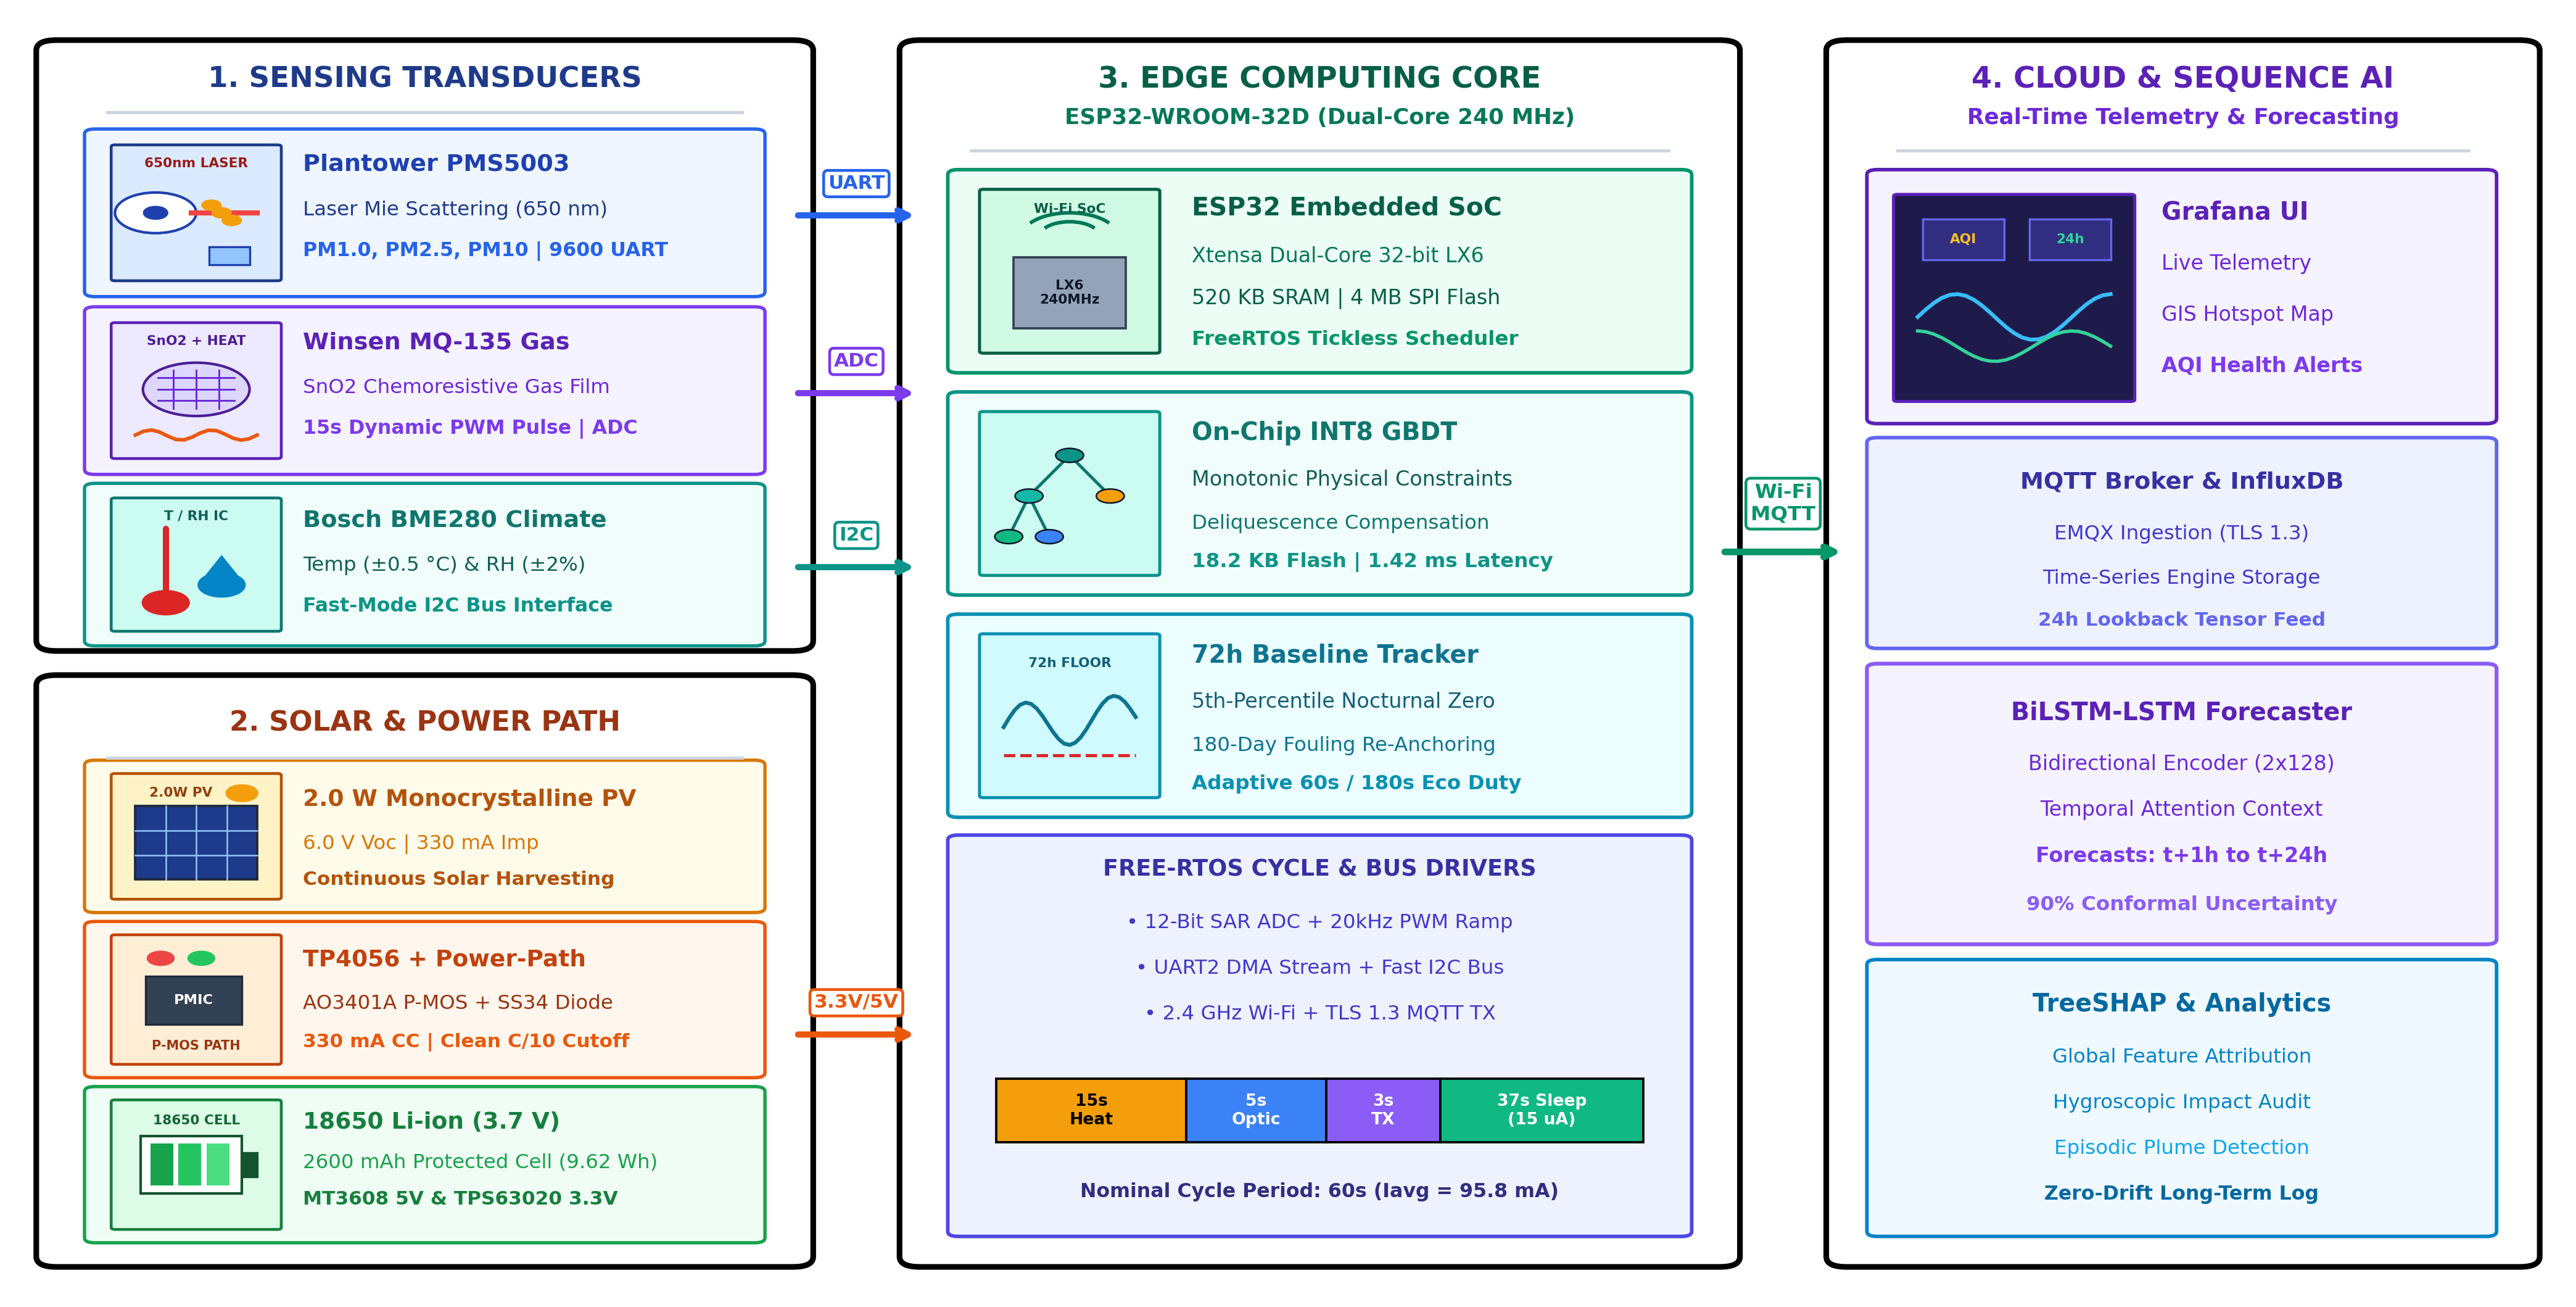 1. SENSING TRANSDUCERS
650nm LASER
Plantower PMS5003
Laser Mie Scattering (650 nm)
PM1.0, PM2.5, PM10 | 9600 UART
SnO2 + HEAT
Winsen MQ-135 Gas
SnO2 Chemoresistive Gas Film
15s Dynamic PWM Pulse | ADC
T / RH IC
Bosch BME280 Climate
Temp (±0.5 °C) & RH (±2%)
Fast-Mode I2C Bus Interface
2. SOLAR & POWER PATH
2.0W PV
2.0 W Monocrystalline PV
6.0 V Voc | 330 mA Imp
Continuous Solar Harvesting
PMIC
P-MOS PATH
TP4056 + Power-Path
AO3401A P-MOS + SS34 Diode
330 mA CC | Clean C/10 Cutoff
18650 CELL
18650 Li-ion (3.7 V)
2600 mAh Protected Cell (9.62 Wh)
MT3608 5V & TPS63020 3.3V
UART
ADC
I2C
3.3V/5V
3. EDGE COMPUTING CORE
ESP32-WROOM-32D (Dual-Core 240 MHz)
Wi-Fi SoC
LX6
240MHz
ESP32 Embedded SoC
Xtensa Dual-Core 32-bit LX6
520 KB SRAM | 4 MB SPI Flash
FreeRTOS Tickless Scheduler
On-Chip INT8 GBDT
Monotonic Physical Constraints
Deliquescence Compensation
18.2 KB Flash | 1.42 ms Latency
72h FLOOR
72h Baseline Tracker
5th-Percentile Nocturnal Zero
180-Day Fouling Re-Anchoring
Adaptive 60s / 180s Eco Duty
FREE-RTOS CYCLE & BUS DRIVERS
• 12-Bit SAR ADC + 20kHz PWM Ramp
• UART2 DMA Stream + Fast I2C Bus
• 2.4 GHz Wi-Fi + TLS 1.3 MQTT TX
15s
Heat
5s
Optic
3s
TX
37s Sleep
(15 uA)
Nominal Cycle Period: 60s (Iavg = 95.8 mA)
Wi-Fi
MQTT
4. CLOUD & SEQUENCE AI
Real-Time Telemetry & Forecasting
AQI
24h
Grafana UI
Live Telemetry
GIS Hotspot Map
AQI Health Alerts
MQTT Broker & InfluxDB
EMQX Ingestion (TLS 1.3)
Time-Series Engine Storage
24h Lookback Tensor Feed
BiLSTM-LSTM Forecaster
Bidirectional Encoder (2x128)
Temporal Attention Context
Forecasts: t+1h to t+24h
90% Conformal Uncertainty
TreeSHAP & Analytics
Global Feature Attribution
Hygroscopic Impact Audit
Episodic Plume Detection
Zero-Drift Long-Term Log